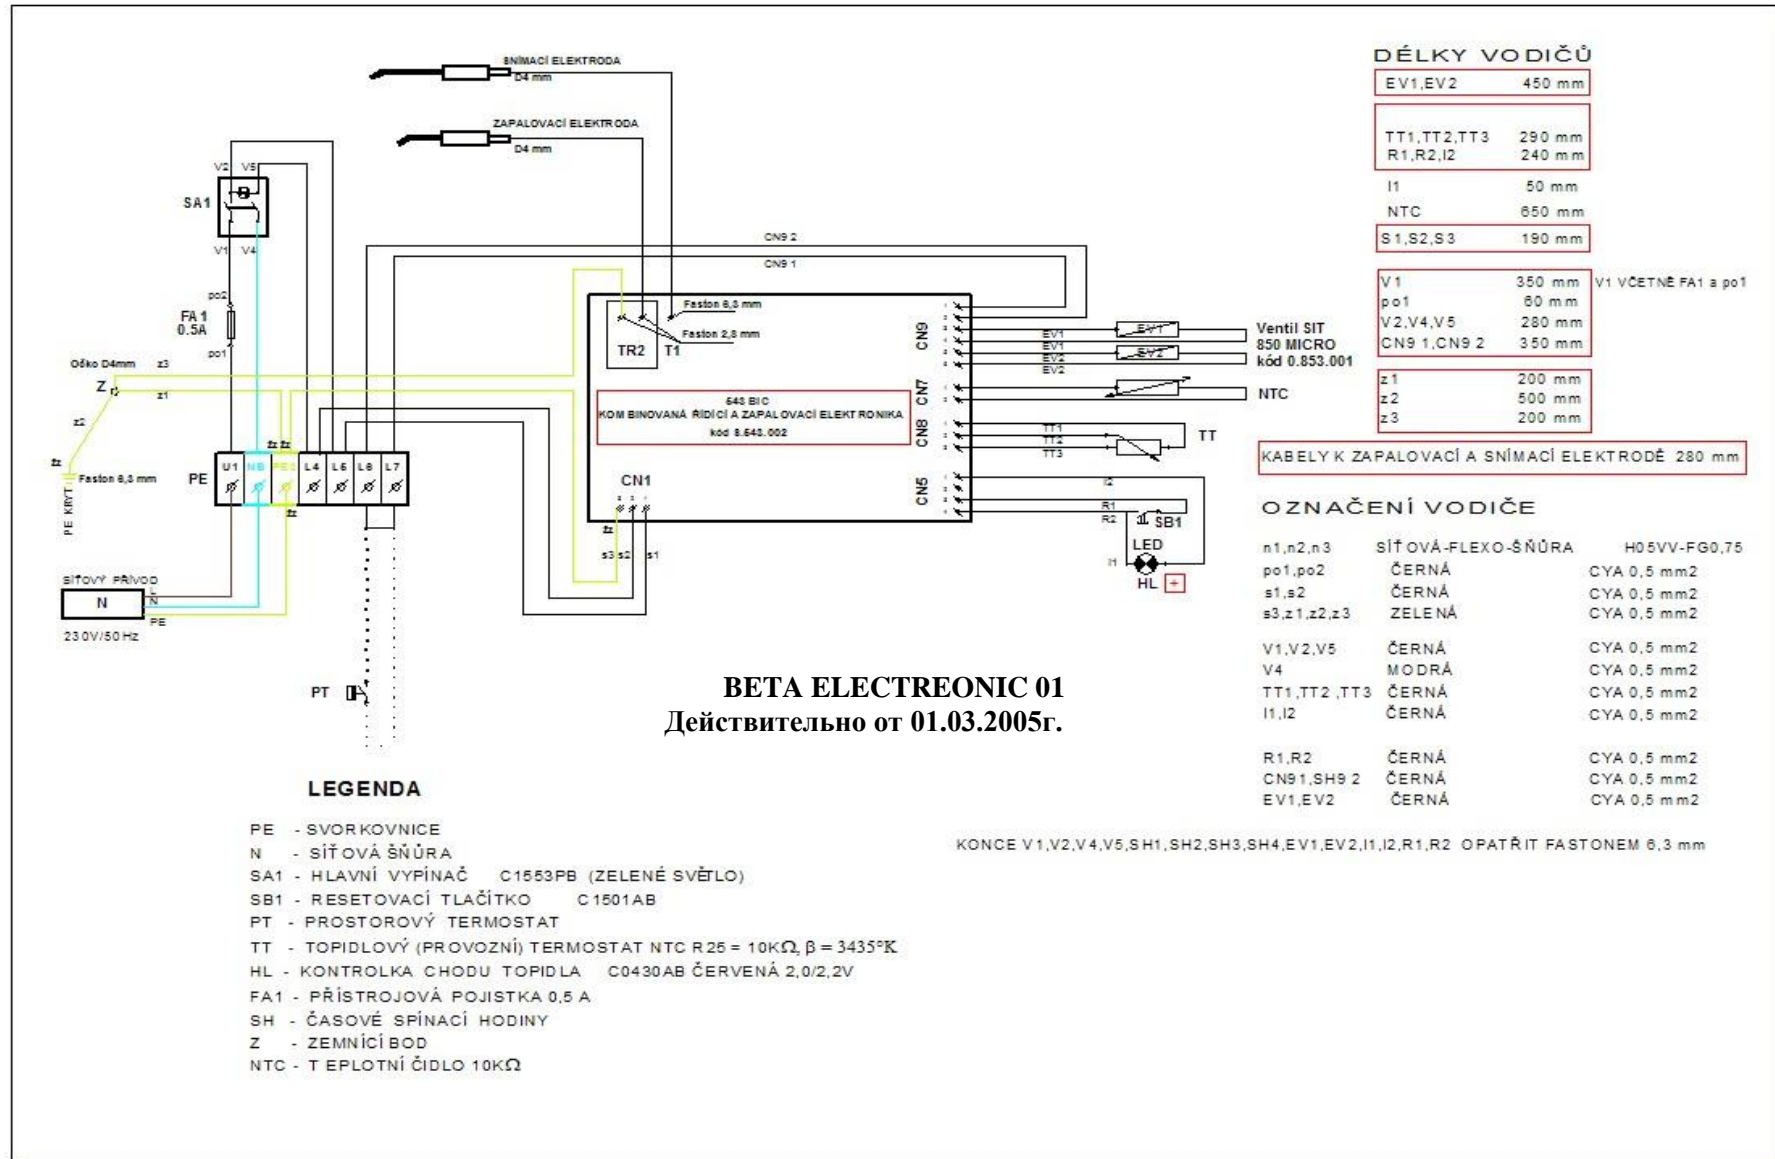 SNÍMACÍ ELEKTRODA
D4 mm
ZAPALOVACÍ ELEKTRODA
D4 mm
V2 V5
SA1
V1 V4
po2
FA1
0.5A
po1
Oško D4mm z3
Z
z1
z2
Faston 6,3 mm
PE KRYT
PE
U1 L4 L5 L6 L7
SÍŤOVÝ PŘÍVOD
N
L
N
PE
230V/50Hz
PT
CN9 2
CN9 1
Faston 6,3 mm
Faston 2,8 mm
TR2 T1
543 BIC
KOMBINOVANÁ ŘÍDÍCÍ A ZAPALOVACÍ ELEKTRONIKA
kód 8.543.002
CN1
s3 s2 s1
CN9
CN7
CN8
CN5
EV1
EV1
EV2
EV2
EV1
EV2
Ventil SIT
850 MICRO
kód 0.853.001
NTC
TT1
TT2
TT3
TT
I2
R1
R2
SB1
LED
I1
HL +
BETA ELECTREONIC 01
Действительно от 01.03.2005г.
DÉLKY VODIČŮ
EV1,EV2 450 mm
TT1,TT2,TT3 290 mm
R1,R2,I2 240 mm
I1 50 mm
NTC 650 mm
S1,S2,S3 190 mm
V1 350 mm V1 VČETNĚ FA1 a po1
po1 60 mm
V2,V4,V5 280 mm
CN9 1,CN9 2 350 mm
z1 200 mm
z2 500 mm
z3 200 mm
KABELY K ZAPALOVACÍ A SNÍMACÍ ELEKTRODĚ 280 mm
OZNAČENÍ VODIČE
n1,n2,n3 SÍŤOVÁ-FLEXO-ŠŇŮRA H05VV-FG0,75
po1,po2 ČERNÁ CYA 0,5 mm2
s1,s2 ČERNÁ CYA 0,5 mm2
s3,z1,z2,z3 ZELENÁ CYA 0,5 mm2
V1,V2,V5 ČERNÁ CYA 0,5 mm2
V4 MODRÁ CYA 0,5 mm2
TT1,TT2 ,TT3 ČERNÁ CYA 0,5 mm2
I1,I2 ČERNÁ CYA 0,5 mm2
R1,R2 ČERNÁ CYA 0,5 mm2
CN91,SH9 2 ČERNÁ CYA 0,5 mm2
EV1,EV2 ČERNÁ CYA 0,5 mm2
KONCE V1,V2,V4,V5,SH1,SH2,SH3,SH4,EV1,EV2,I1,I2,R1,R2 OPATŘIT FASTONEM 6,3 mm
LEGENDA
PE - SVORKOVNICE
N - SÍŤOVÁ ŠŇŮRA
SA1 - HLAVNÍ VYPÍNAČ C1553PB (ZELENÉ SVĚTLO)
SB1 - RESETOVACÍ TLAČÍTKO C1501AB
PT - PROSTOROVÝ TERMOSTAT
TT - TOPIDLOVÝ (PROVOZNÍ) TERMOSTAT NTC R25 = 10KΩ, β = 3435°K
HL - KONTROLKA CHODU TOPIDLA C0430AB ČERVENÁ 2,0/2,2V
FA1 - PŘÍSTROJOVÁ POJISTKA 0,5 A
SH - ČASOVÉ SPÍNACÍ HODINY
Z - ZEMNÍCÍ BOD
NTC - T EPLOTNÍ ČIDLO 10KΩ